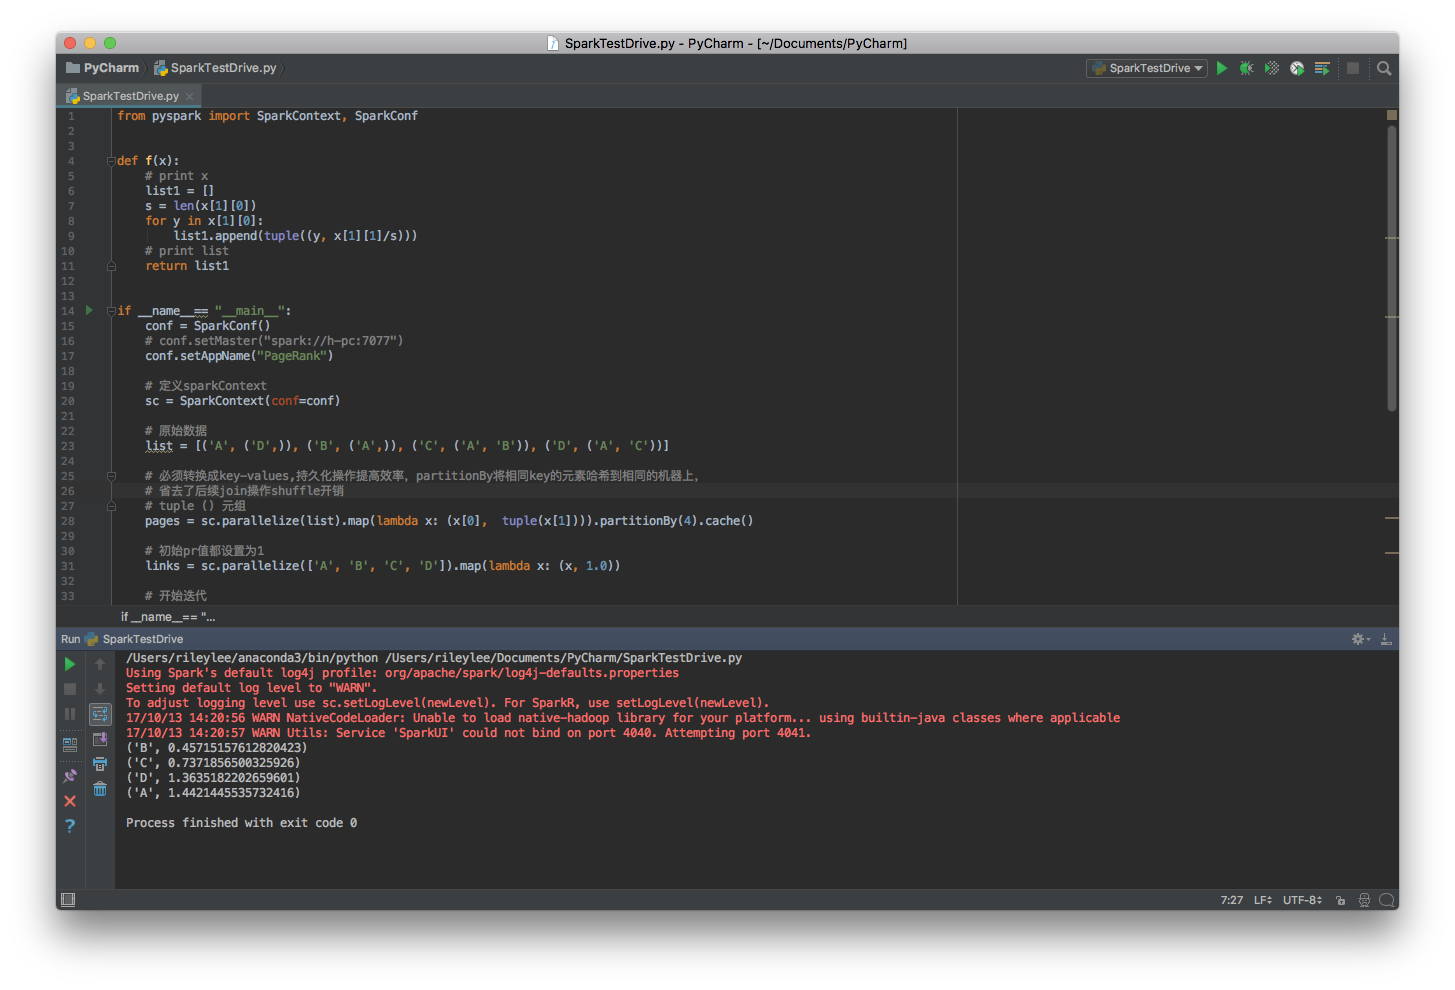 SparkTestDrive.py - PyCharm - [~/Documents/PyCharm]
PyCharm SparkTestDrive.py SparkTestDrive
SparkTestDrive.py
1 from pyspark import SparkContext, SparkConf
2
3
4 def f(x):
5 # print x
6 list1 = []
7 s = len(x[1][0])
8 for y in x[1][0]:
9 list1.append(tuple((y, x[1][1]/s)))
10 # print list
11 return list1
12
13
14 if __name__== "__main__":
15 conf = SparkConf()
16 # conf.setMaster("spark://h-pc:7077")
17 conf.setAppName("PageRank")
18
19 # 定义sparkContext
20 sc = SparkContext(conf=conf)
21
22 # 原始数据
23 list = [('A', ('D',)), ('B', ('A',)), ('C', ('A', 'B')), ('D', ('A', 'C'))]
24
25 # 必须转换成key-values,持久化操作提高效率, partitionBy将相同key的元素哈希到相同的机器上,
26 # 省去了后续join操作shuffle开销
27 # tuple () 元组
28 pages = sc.parallelize(list).map(lambda x: (x[0], tuple(x[1]))).partitionBy(4).cache()
29
30 # 初始pr值都设置为1
31 links = sc.parallelize(['A', 'B', 'C', 'D']).map(lambda x: (x, 1.0))
32
33 # 开始迭代
if __name__== "...
Run SparkTestDrive
/Users/rileylee/anaconda3/bin/python /Users/rileylee/Documents/PyCharm/SparkTestDrive.py
Using Spark's default log4j profile: org/apache/spark/log4j-defaults.properties
Setting default log level to "WARN".
To adjust logging level use sc.setLogLevel(newLevel). For SparkR, use setLogLevel(newLevel).
17/10/13 14:20:56 WARN NativeCodeLoader: Unable to load native-hadoop library for your platform... using builtin-java classes where applicable
17/10/13 14:20:57 WARN Utils: Service 'SparkUI' could not bind on port 4040. Attempting port 4041.
('B', 0.45715157612820423)
('C', 0.7371856500325926)
('D', 1.3635182202659601)
('A', 1.4421445535732416)
Process finished with exit code 0
7:27 LF UTF-8